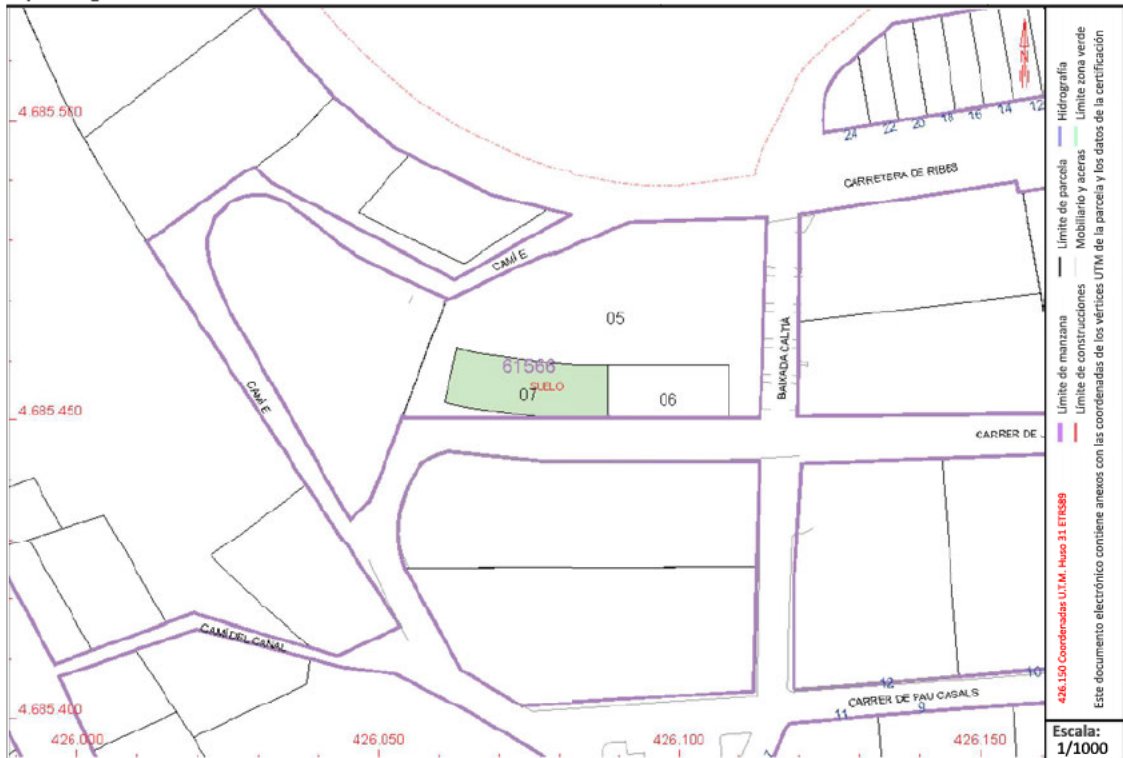 4.685.550
24
22
20
18
16
14
12
CARRETERA DE RIBES
CAMÍ E
05
BAIXADA CALTIA
61566
SUELO
07
06
CAMÍ E
4.685.450
CARRER DE
CAMÍ DEL CANAL
12
10
CARRER DE PAU CASALS
11
9
4.685.400
426.000
426.050
426.100
426.150
Límite de manzana
Límite de parcela
Hidrografía
Límite de construcciones
Mobiliario y aceras
Límite zona verde
426.150 Coordenadas U.T.M. Huso 31 ETRS89
Este documento electrónico contiene anexos con las coordenadas de los vértices UTM de la parcela y los datos de la certificación
Escala:
1/1000